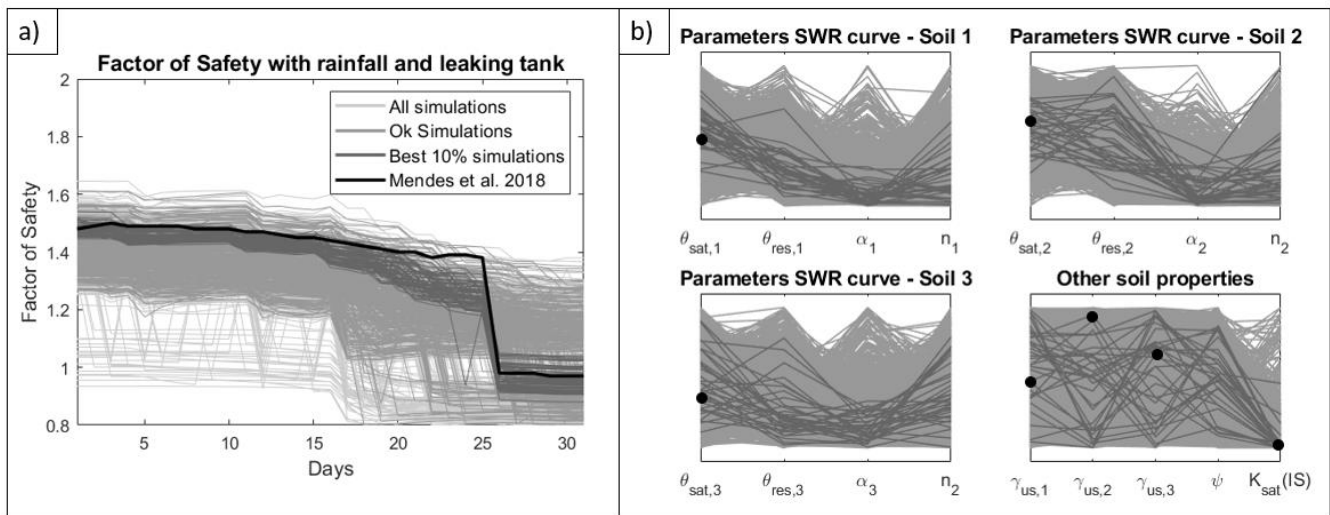 a)
Factor of Safety with rainfall and leaking tank
Factor of Safety
2
1.8
1.6
1.4
1.2
1
0.8
All simulations
Ok Simulations
Best 10% simulations
Mendes et al. 2018
5 10 15 20 25 30
Days
b)
Parameters SWR curve - Soil 1
θsat,1 θres,1 α1 n1
Parameters SWR curve - Soil 2
θsat,2 θres,2 α2 n2
Parameters SWR curve - Soil 3
θsat,3 θres,3 α3 n2
Other soil properties
γus,1 γus,2 γus,3 ψ Ksat(IS)